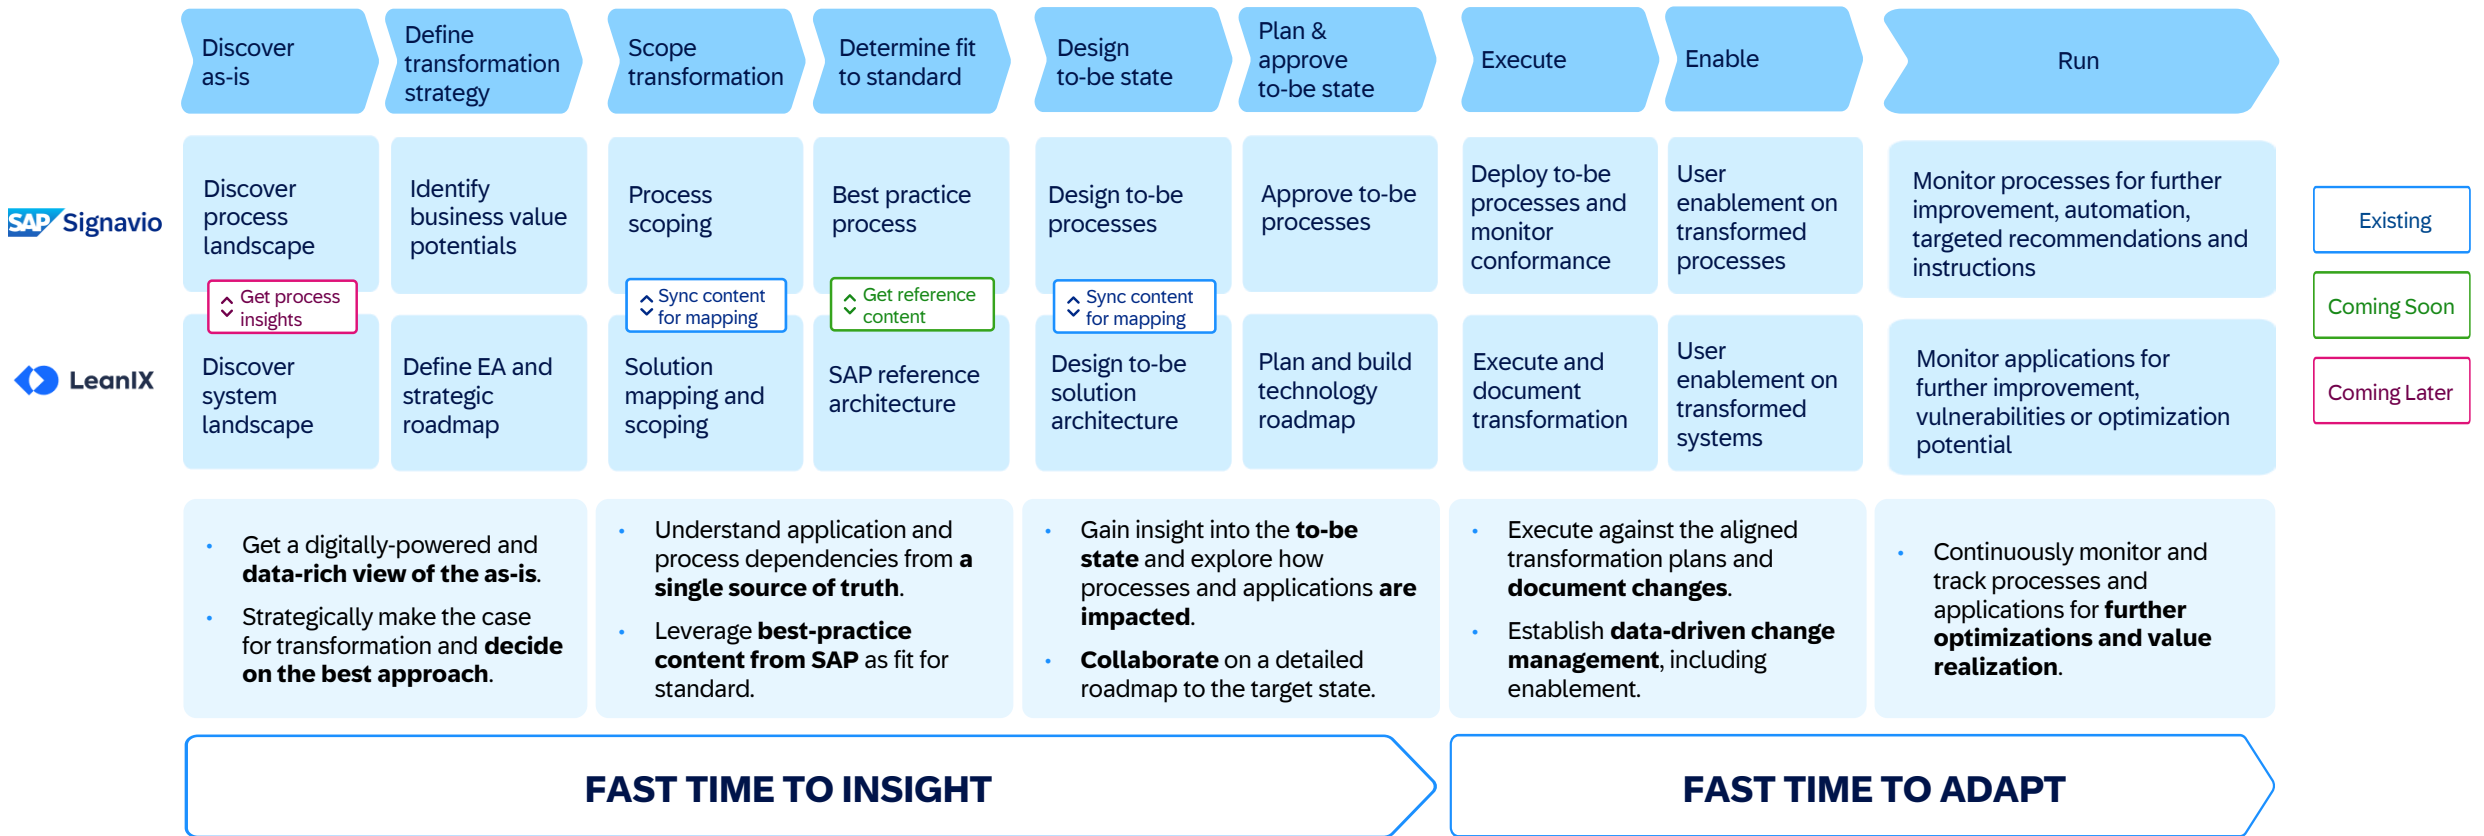 Discover
as-is
Define
transformation
strategy
Scope
transformation
Determine fit
to standard
Design
to-be state
Plan &
approve
to-be state
Execute
Enable
Run
SAP Signavio
Discover
process
landscape
Identify
business value
potentials
Process
scoping
Best practice
process
Design to-be
processes
Approve to-be
processes
Deploy to-be
processes and
monitor
conformance
User
enablement on
transformed
processes
Monitor processes for further
improvement, automation,
targeted recommendations and
instructions
Existing
Coming Soon
Coming Later
Get process
insights
Sync content
for mapping
Get reference
content
Sync content
for mapping
LeanIX
Discover
system
landscape
Define EA and
strategic
roadmap
Solution
mapping and
scoping
SAP reference
architecture
Design to-be
solution
architecture
Plan and build
technology
roadmap
Execute and
document
transformation
User
enablement on
transformed
systems
Monitor applications for
further improvement,
vulnerabilities or optimization
potential
• Get a digitally-powered and
data-rich view of the as-is.
• Strategically make the case
for transformation and decide
on the best approach.
• Understand application and
process dependencies from a
single source of truth.
• Leverage best-practice
content from SAP as fit for
standard.
• Gain insight into the to-be
state and explore how
processes and applications are
impacted.
• Collaborate on a detailed
roadmap to the target state.
• Execute against the aligned
transformation plans and
document changes.
• Establish data-driven change
management, including
enablement.
• Continuously monitor and
track processes and
applications for further
optimizations and value
realization.
FAST TIME TO INSIGHT
FAST TIME TO ADAPT